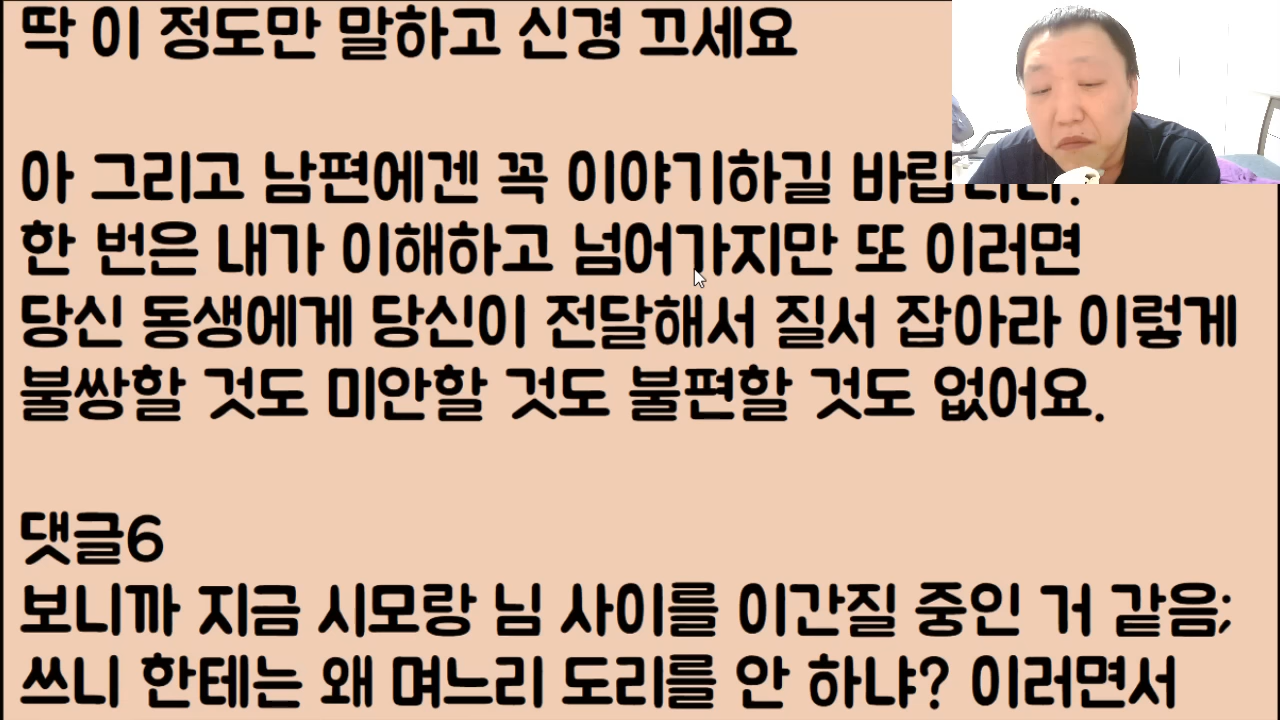 딱 이 정도만 말하고 신경 끄세요
아 그리고 남편에겐 꼭 이야기하길
한 번은 내가 이해하고 넘어가지만 또 이러면
당신 동생에게 당신이 전달해서 질서 잡아라 이렇게
불쌍할 것도 미안할 것도 불편할 것도 없어요.
댓글6
보니까 지금 시모랑 님 사이를 이간질 중인 거 같음;
쓰니 한테는 왜 며느리 도리를 안 하냐? 이러면서